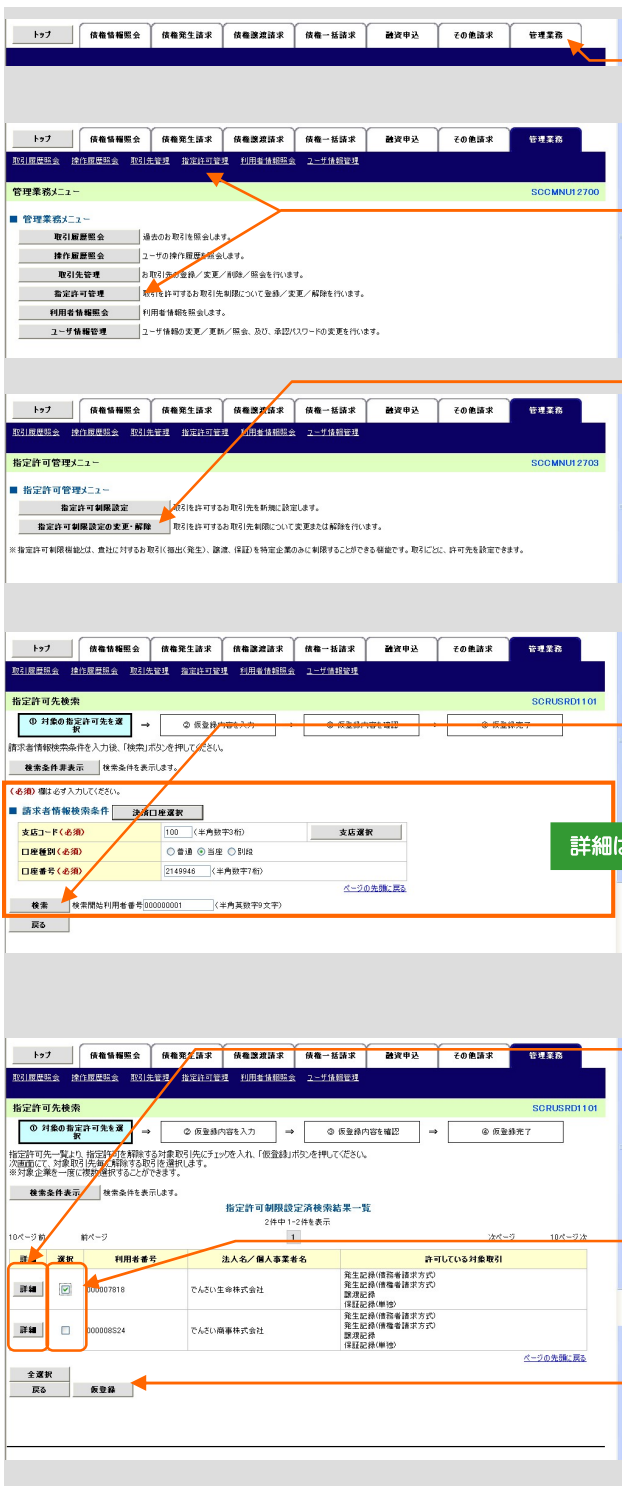 トップ 債権情報照会 債権発生請求 債権譲渡請求 債権一括請求 融資申込 その他請求 管理業務
トップ 債権情報照会 債権発生請求 債権譲渡請求 債権一括請求 融資申込 その他請求 管理業務
取引履歴照会 操作履歴照会 取引先管理 指定許可管理 利用者情報照会 ユーザ情報管理
管理業務メニュー SCCMNU12700
■ 管理業務メニュー
取引履歴照会 過去のお取引を照会します。
操作履歴照会 ユーザの操作履歴を照会します。
取引先管理 お取引先の登録／変更／削除／照会を行います。
指定許可管理 取引を許可するお取引先制限について登録／変更／解除を行います。
利用者情報照会 利用者情報を照会します。
ユーザ情報管理 ユーザ情報の変更／更新／照会、及び、承認パスワードの変更を行います。
トップ 債権情報照会 債権発生請求 債権譲渡請求 債権一括請求 融資申込 その他請求 管理業務
取引履歴照会 操作履歴照会 取引先管理 指定許可管理 利用者情報照会 ユーザ情報管理
指定許可管理メニュー SCCMNU12703
■ 指定許可管理メニュー
指定許可制限設定 取引を許可するお取引先を新規に設定します。
指定許可制限設定の変更・解除 取引を許可するお取引先制限について変更または解除を行います。
※指定許可制限機能とは、貴社に対するお取引(振出(発生)、譲渡、保証)を特定企業のみに制限することができる機能です。取引ごとに、許可先を設定できます。
トップ 債権情報照会 債権発生請求 債権譲渡請求 債権一括請求 融資申込 その他請求 管理業務
取引履歴照会 操作履歴照会 取引先管理 指定許可管理 利用者情報照会 ユーザ情報管理
指定許可先検索 SCRUSRD1101
① 対象の指定許可先を選択 → ② 仮登録内容を入力 → ③ 仮登録内容を確認 → ④ 仮登録完了
請求者情報検索条件を入力後、「検索」ボタンを押してください。
検索条件非表示 検索条件を表示します。
(必須)欄は必ず入力してください。
■ 請求者情報検索条件 決済口座選択
支店コード(必須) 100 (半角数字3桁) 支店選択
口座種別(必須) 普通 当座 別段
口座番号(必須) 2149946 (半角数字7桁)
詳細は
ページの先頭に戻る
検索 検索開始利用者番号 000000001 (半角英数字9文字)
戻る
トップ 債権情報照会 債権発生請求 債権譲渡請求 債権一括請求 融資申込 その他請求 管理業務
取引履歴照会 操作履歴照会 取引先管理 指定許可管理 利用者情報照会 ユーザ情報管理
指定許可先検索 SCRUSRD1101
① 対象の指定許可先を選択 → ② 仮登録内容を入力 → ③ 仮登録内容を確認 → ④ 仮登録完了
指定許可先一覧より、指定許可を解除する対象取引先にチェックを入れ、「仮登録」ボタンを押してください。
次画面にて、対象取引先毎に解除する取引を選択します。
※対象企業を一度に複数選択することができます。
検索条件表示 検索条件を表示します。
指定許可制限設定済検索結果一覧
2件中 1-2件を表示
10ページ前 前ページ 1 次ページ 10ページ次
詳細 選択 利用者番号 法人名／個人事業者名 許可している対象取引
詳細 000007818 でんさい生命株式会社 発生記録(債務者請求方式)
発生記録(債権者請求方式)
譲渡記録
保証記録(単独)
詳細 000008S24 でんさい商事株式会社 発生記録(債務者請求方式)
発生記録(債権者請求方式)
譲渡記録
保証記録(単独)
ページの先頭に戻る
全選択
戻る 仮登録